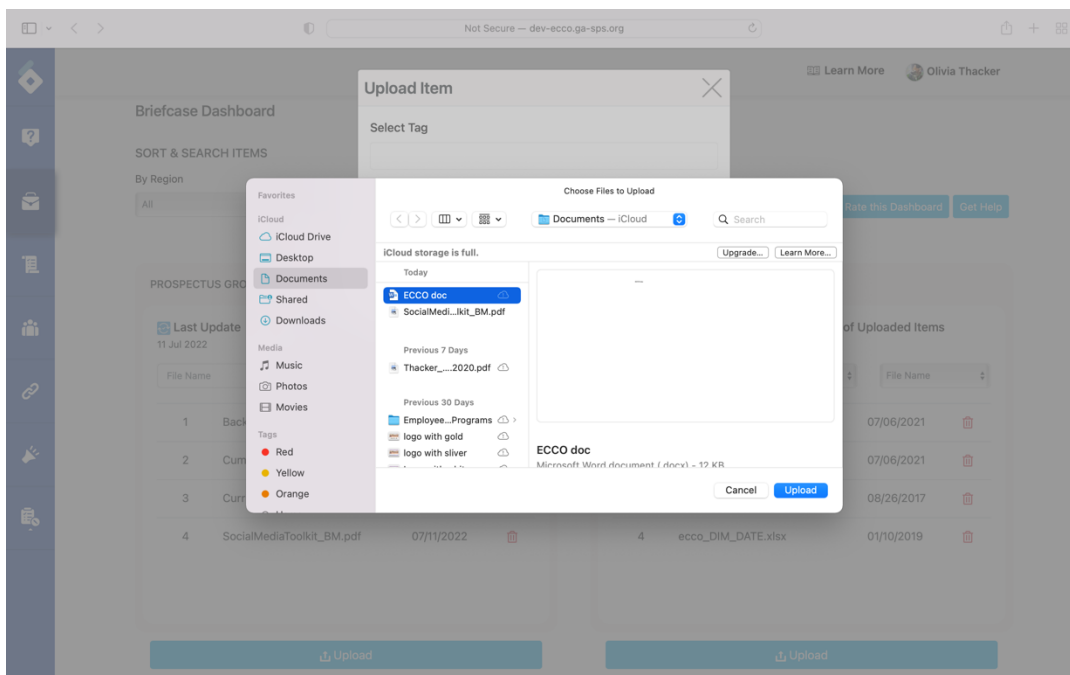 Not Secure — dev-ecco.ga-sps.org
Learn More
Olivia Thacker
Upload Item
Briefcase Dashboard
Select Tag
SORT & SEARCH ITEMS
By Region
All
Rate this Dashboard
Get Help
Choose Files to Upload
Favorites
iCloud
iCloud Drive
Desktop
Documents
Shared
Downloads
Media
Music
Photos
Movies
Tags
Red
Yellow
Orange
Documents — iCloud
Search
iCloud storage is full.
Upgrade...
Learn More...
Today
ECCO doc
SocialMedi...lkit_BM.pdf
Previous 7 Days
Thacker_....2020.pdf
Previous 30 Days
Employee...Programs
logo with gold
logo with sliver
ECCO doc
Microsoft Word document (.docx) - 12 KB
Cancel
Upload
PROSPECTUS GRO
Last Update
11 Jul 2022
File Name
1 Back
2 Cum
3 Curr
4 SocialMediaToolkit_BM.pdf 07/11/2022
of Uploaded Items
File Name
07/06/2021
07/06/2021
08/26/2017
4 ecco_DIM_DATE.xlsx 01/10/2019
Upload
Upload